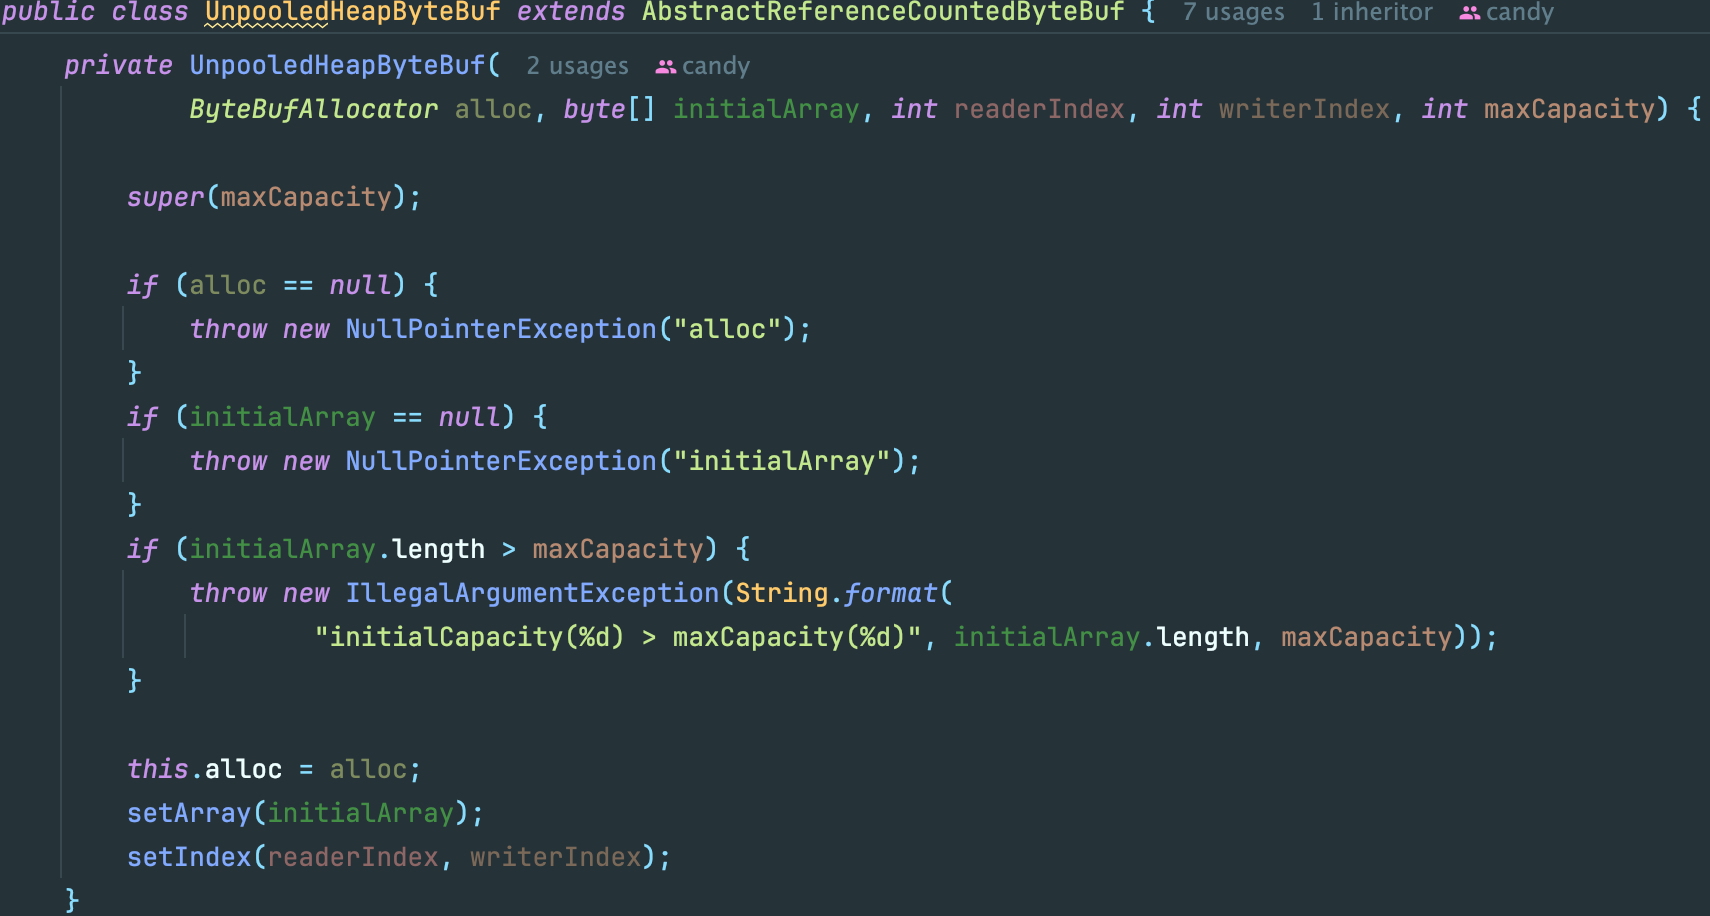 public class UnpooledHeapByteBuf extends AbstractReferenceCountedByteBuf { 7 usages 1 inheritor candy
private UnpooledHeapByteBuf( 2 usages candy
ByteBufAllocator alloc, byte[] initialArray, int readerIndex, int writerIndex, int maxCapacity) {
super(maxCapacity);
if (alloc == null) {
throw new NullPointerException("alloc");
}
if (initialArray == null) {
throw new NullPointerException("initialArray");
}
if (initialArray.length > maxCapacity) {
throw new IllegalArgumentException(String.format(
"initialCapacity(%d) > maxCapacity(%d)", initialArray.length, maxCapacity));
}
this.alloc = alloc;
setArray(initialArray);
setIndex(readerIndex, writerIndex);
}